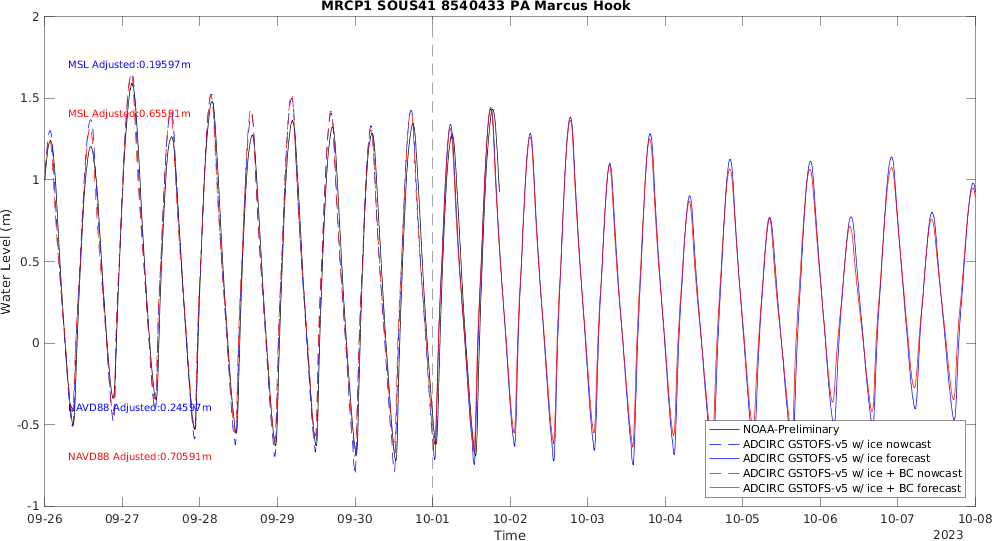 MRCP1 SOUS41 8540433 PA Marcus Hook
2
1.5
1
0.5
0
-0.5
-1
Water Level (m)
MSL Adjusted:0.19597m
MSL Adjusted:0.65591m
NAVD88 Adjusted:0.24597m
NAVD88 Adjusted:0.70591m
NOAA-Preliminary
ADCIRC GSTOFS-v5 w/ ice nowcast
ADCIRC GSTOFS-v5 w/ ice forecast
ADCIRC GSTOFS-v5 w/ ice + BC nowcast
ADCIRC GSTOFS-v5 w/ ice + BC forecast
09-26 09-27 09-28 09-29 09-30 10-01 10-02 10-03 10-04 10-05 10-06 10-07 10-08
Time
2023